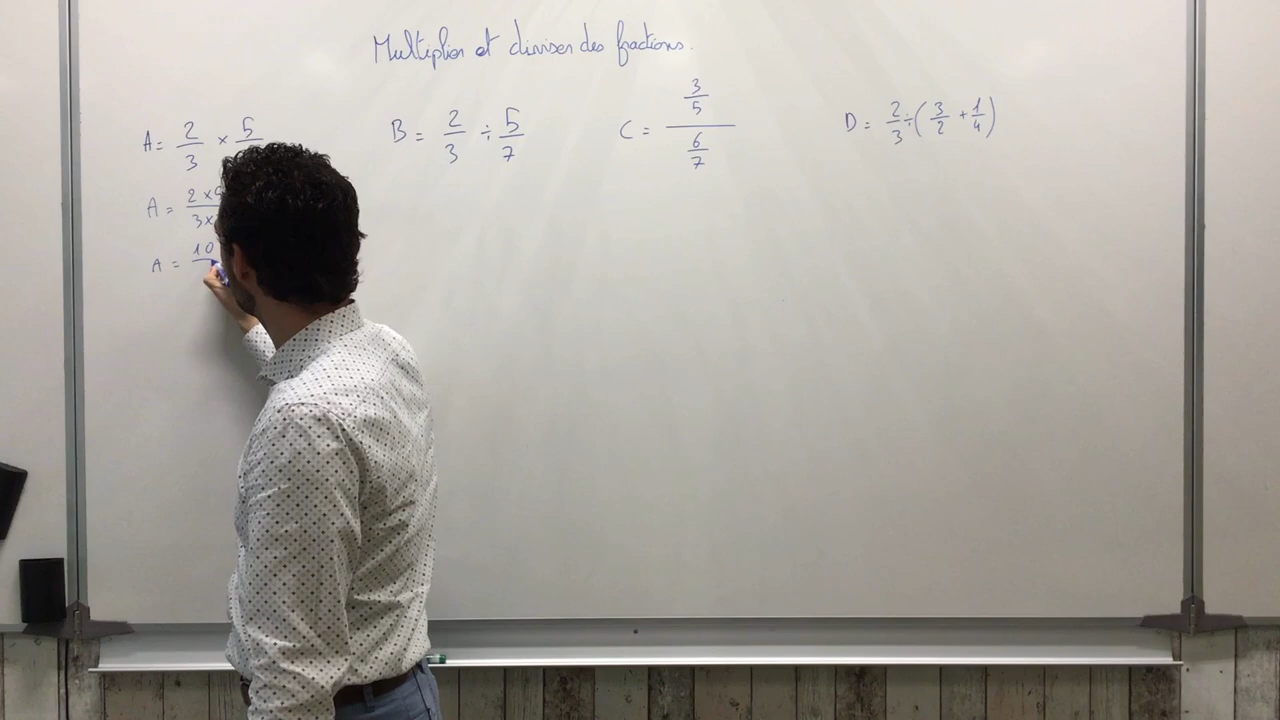 Multiplier et diviser des fractions.
A = 2/3 × 5
B = 2/3 ÷ 5/7
C = 3/5 / 6/7
D = 2/3 ÷ (3/2 + 1/4)
A = 2 × / 3 ×
A = 10